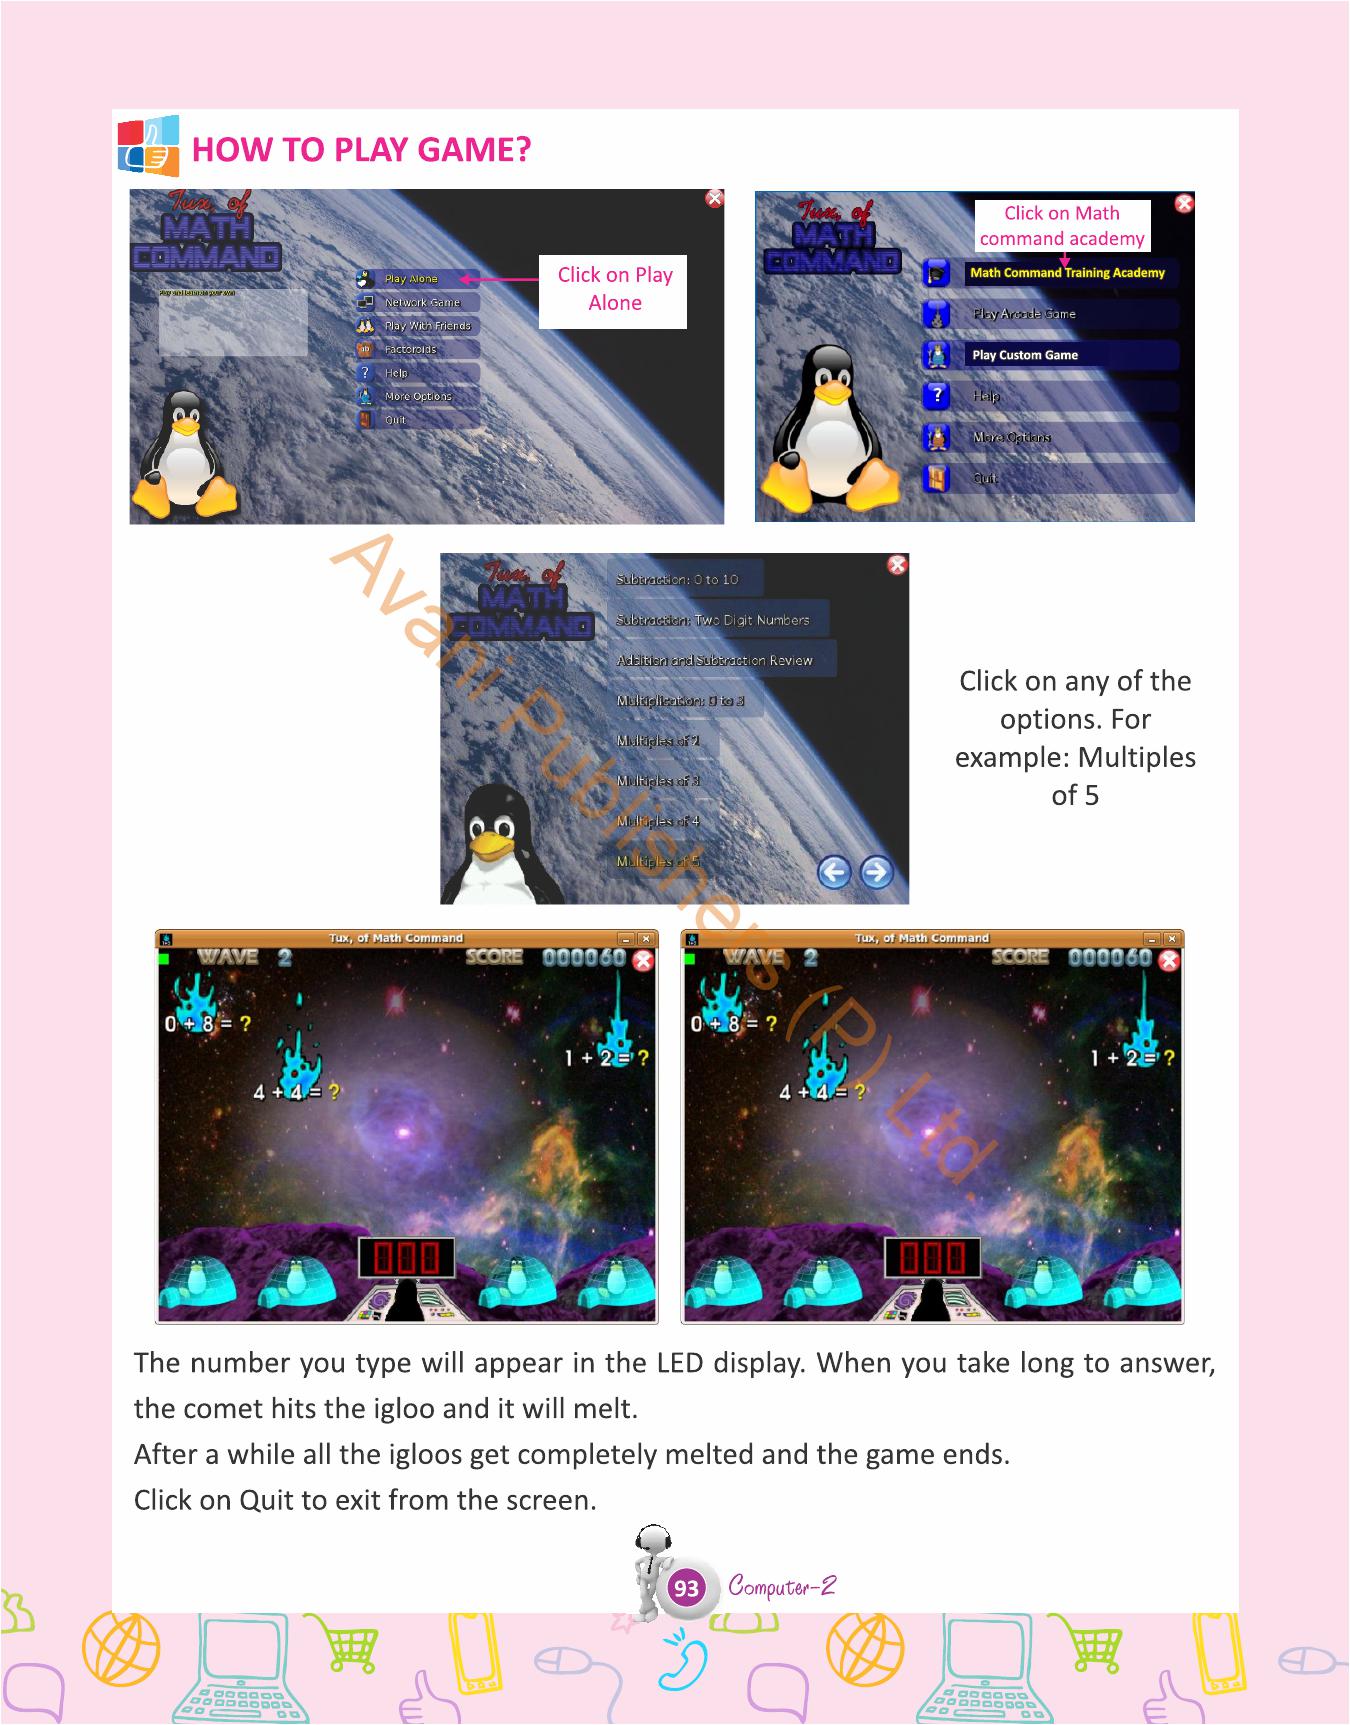 HOW TO PLAY GAME?
Tux, of
MATH
COMMAND
Play and learn on your own
Play Alone
Network Game
Play With Friends
Factoroids
Help
More Options
Quit
Click on Play
Alone
Tux, of
MATH
COMMAND
Click on Math
command academy
Math Command Training Academy
Play Arcade Game
Play Custom Game
Help
More Options
Quit
Tux, of
MATH
COMMAND
Subtraction: 0 to 10
Subtraction: Two Digit Numbers
Addition and Subtraction Review
Multiplication: 0 to 3
Multiples of 2
Multiples of 3
Multiples of 4
Multiples of 5
Click on any of the
options. For
example: Multiples
of 5
Avani Publishers (P) Ltd.
Tux, of Math Command
WAVE 2 SCORE 000060
0 + 8 = ?
1 + 2 = ?
4 + 4 = ?
000
Tux, of Math Command
WAVE 2 SCORE 000060
0 + 8 = ?
1 + 2 = ?
4 + 4 = ?
000
The number you type will appear in the LED display. When you take long to answer,
the comet hits the igloo and it will melt.
After a while all the igloos get completely melted and the game ends.
Click on Quit to exit from the screen.
93 Computer-2